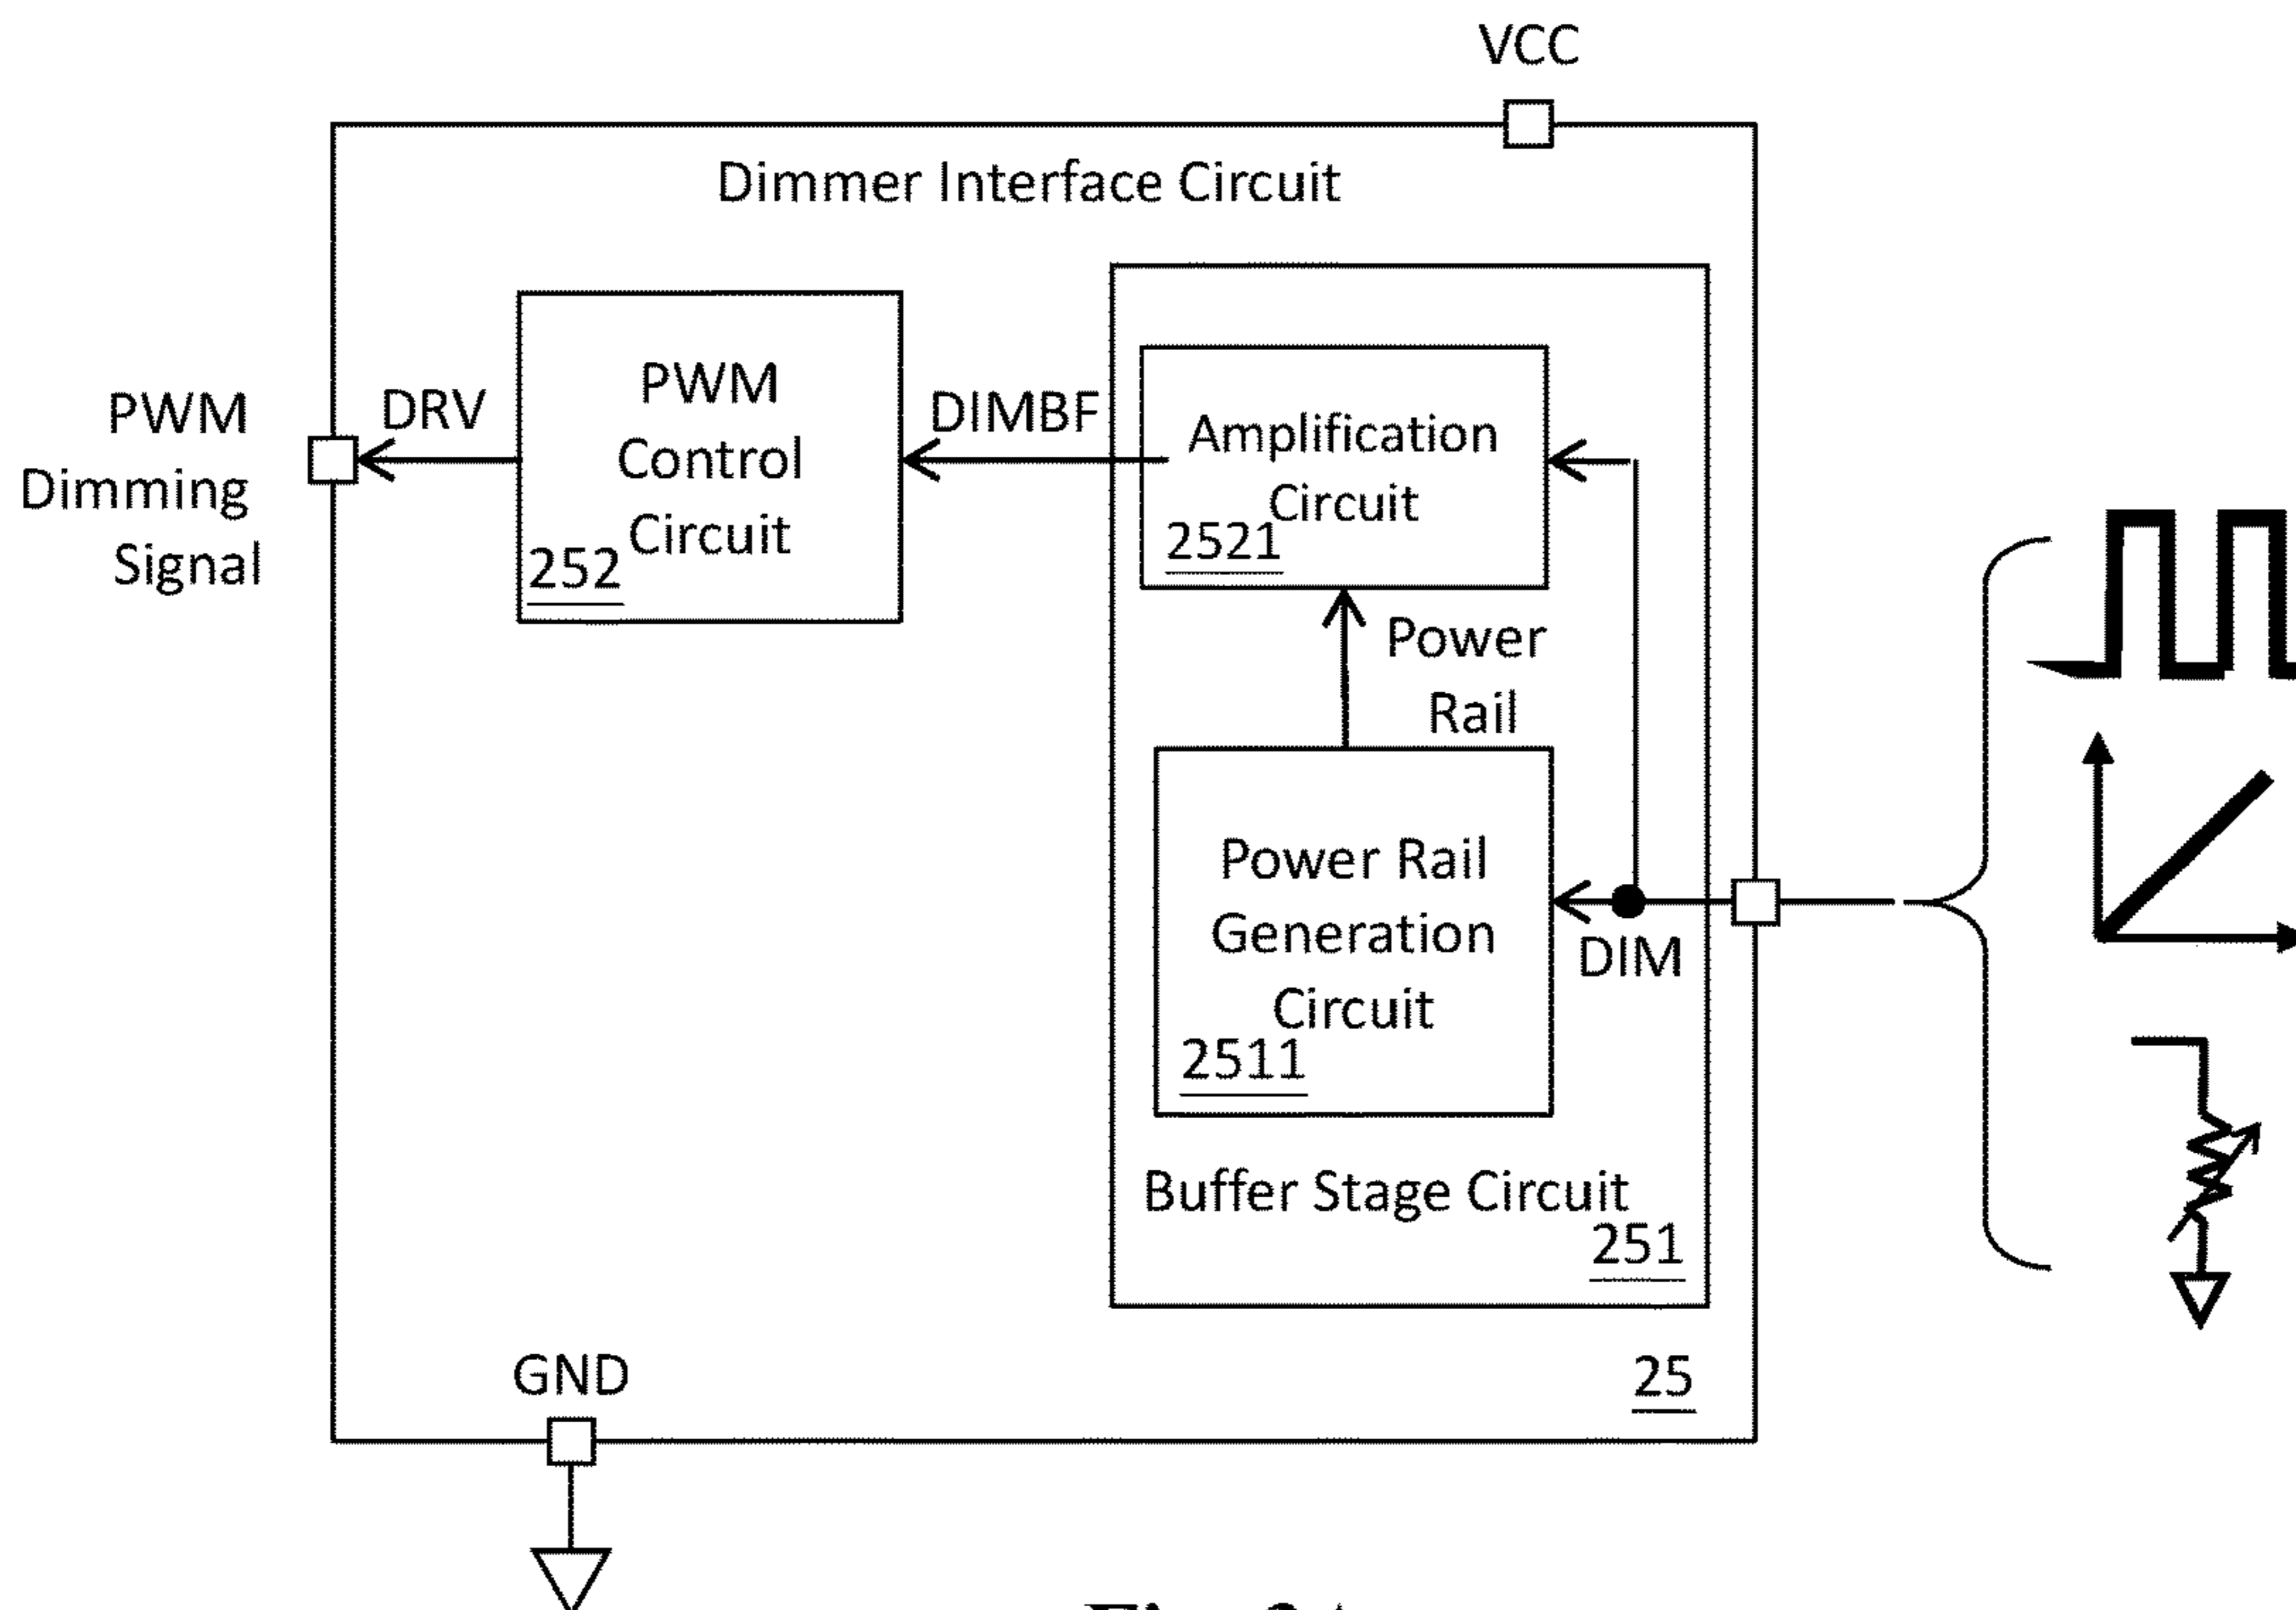 VCC
Dimmer Interface Circuit
PWM
Dimming
Signal
DRV
PWM
Control
Circuit
252
DIMBF
Amplification
Circuit
2521
Power
Rail
Power Rail
Generation
Circuit
2511
DIM
Buffer Stage Circuit
251
25
GND